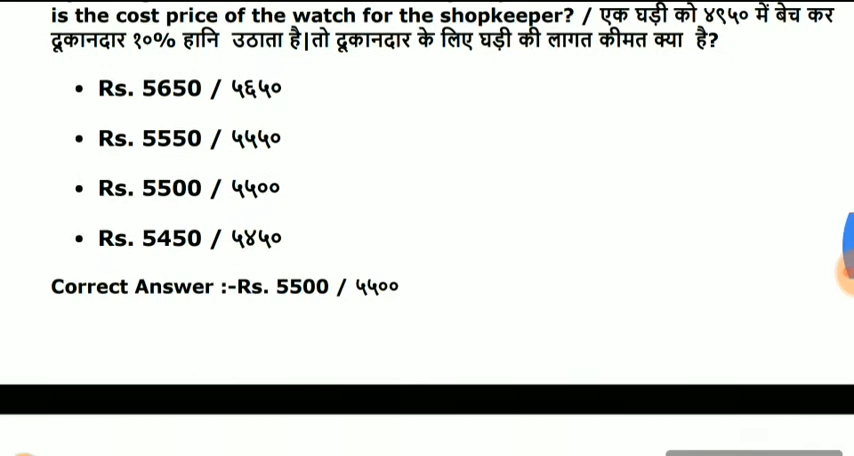 is the cost price of the watch for the shopkeeper? / एक घड़ी को ४९५० में बेच कर
दूकानदार १०% हानि उठाता है|तो दूकानदार के लिए घड़ी की लागत कीमत क्या है?
• Rs. 5650 / ५६५०
• Rs. 5550 / ५५५०
• Rs. 5500 / ५५००
• Rs. 5450 / ५४५०
Correct Answer :-Rs. 5500 / ५५००